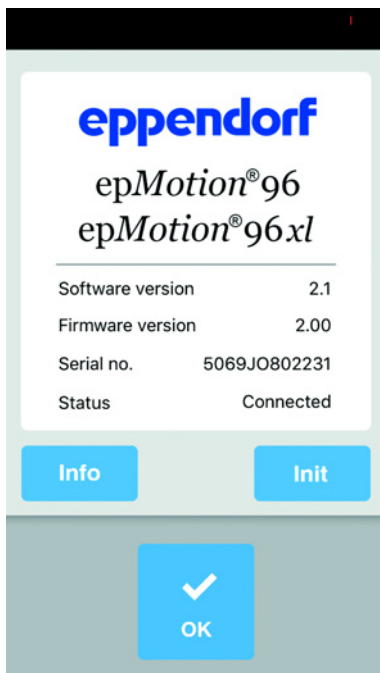 eppendorf
epMotion®96
epMotion®96xl
Software version 2.1
Firmware version 2.00
Serial no. 5069JO802231
Status Connected
Info Init
OK